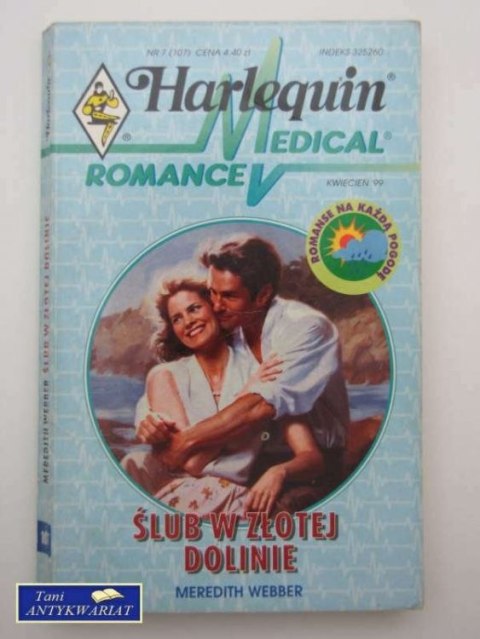 NR 7 (107) CENA 4.40 zł
INDEKS 325260
Harlequin®
MEDICAL®
ROMANCE
KWIECIEŃ '99
ROMANSE NA KAŻDĄ POGODĘ
ŚLUB W ZŁOTEJ
DOLINIE
MEREDITH WEBBER
MEREDITH WEBBER ŚLUB W ZŁOTEJ DOLINIE
Tani
ANTYKWARIAT